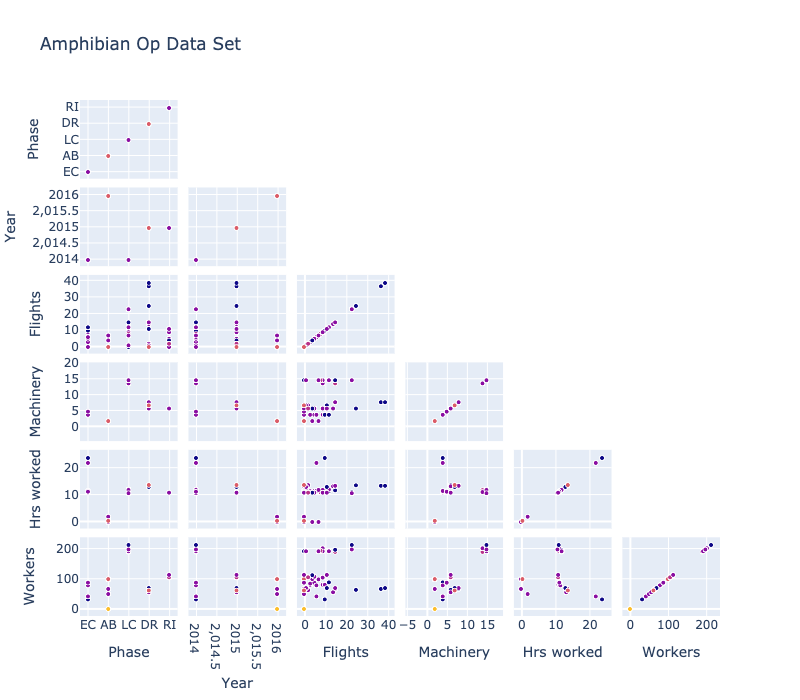 Amphibian Op Data Set
RI
DR
LC
AB
EC
Phase
2016
2,015.5
2015
2,014.5
2014
Year
40
30
20
10
0
Flights
20
15
10
5
0
Machinery
20
10
0
Hrs worked
200
100
0
Workers
EC AB LC DR RI
2014 2,014.5 2015 2,015.5 2016
0 10 20 30 40
−5 0 5 10 15
0 10 20
0 100 200
Phase
Year
Flights
Machinery
Hrs worked
Workers